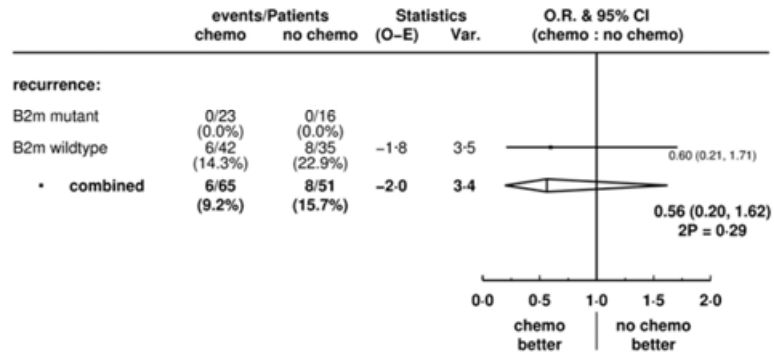 events/Patients Statistics O.R. & 95% CI
chemo no chemo (O–E) Var. (chemo : no chemo)
recurrence:
B2m mutant 0/23 0/16
(0.0%) (0.0%)
B2m wildtype 6/42 8/35 –1·8 3·5 0.60 (0.21, 1.71)
(14.3%) (22.9%)
• combined 6/65 8/51 –2·0 3·4
(9.2%) (15.7%) 0.56 (0.20, 1.62)
2P = 0·29
0·0 0·5 1·0 1·5 2·0
chemo no chemo
better better